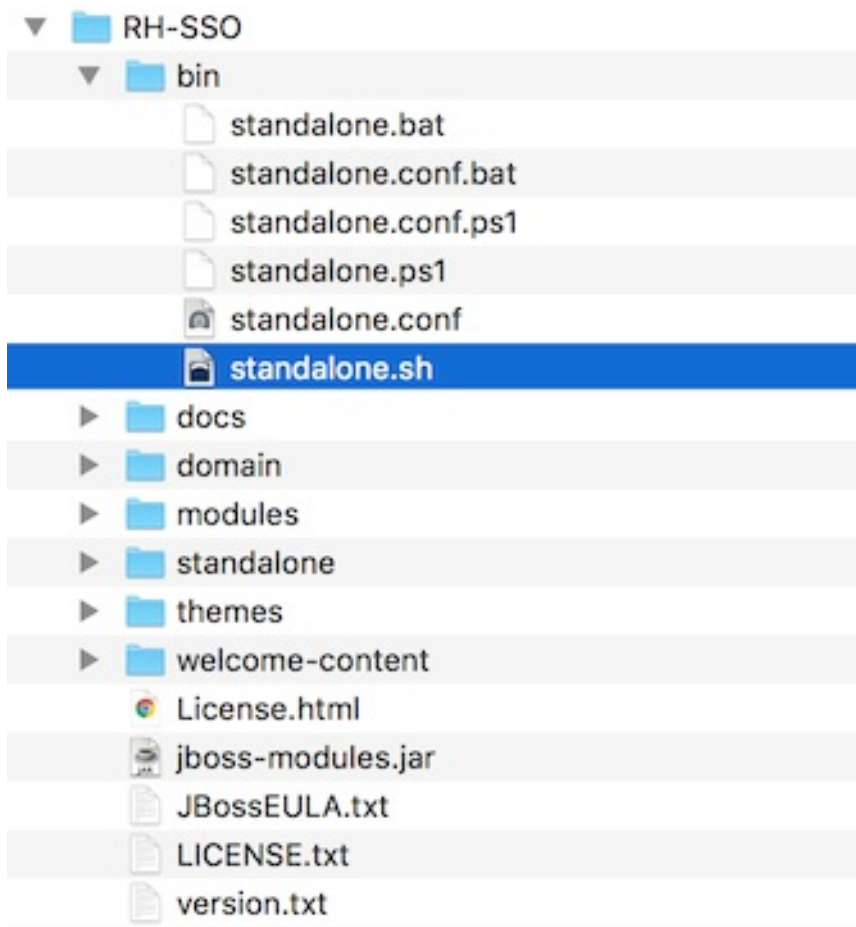 RH-SSO
bin
standalone.bat
standalone.conf.bat
standalone.conf.ps1
standalone.ps1
standalone.conf
standalone.sh
docs
domain
modules
standalone
themes
welcome-content
License.html
jboss-modules.jar
JBossEULA.txt
LICENSE.txt
version.txt